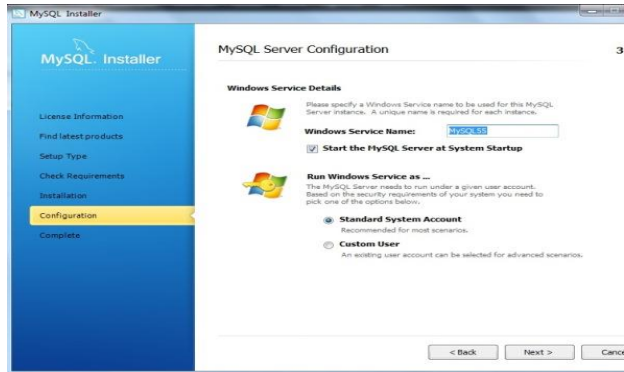 MySQL Installer
MySQL. Installer
MySQL Server Configuration
3
License Information
Find latest products
Setup Type
Check Requirements
Installation
Configuration
Complete
Windows Service Details
Please specify a Windows Service name to be used for this MySQL
Server instance. A unique name is required for each instance.
Windows Service Name:
MySQL55
Start the MySQL Server at System Startup
Run Windows Service as ...
The MySQL Server needs to run under a given user account.
Based on the security requirements of your system you need to
pick one of the options below.
Standard System Account
Recommended for most scenarios.
Custom User
An existing user account can be selected for advanced scenarios.
< Back
Next >
Cance